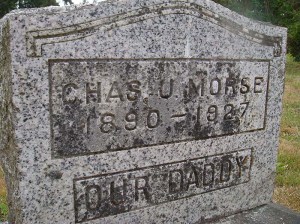 CHAS. U. MORSE
1890 - 1927
OUR DADDY